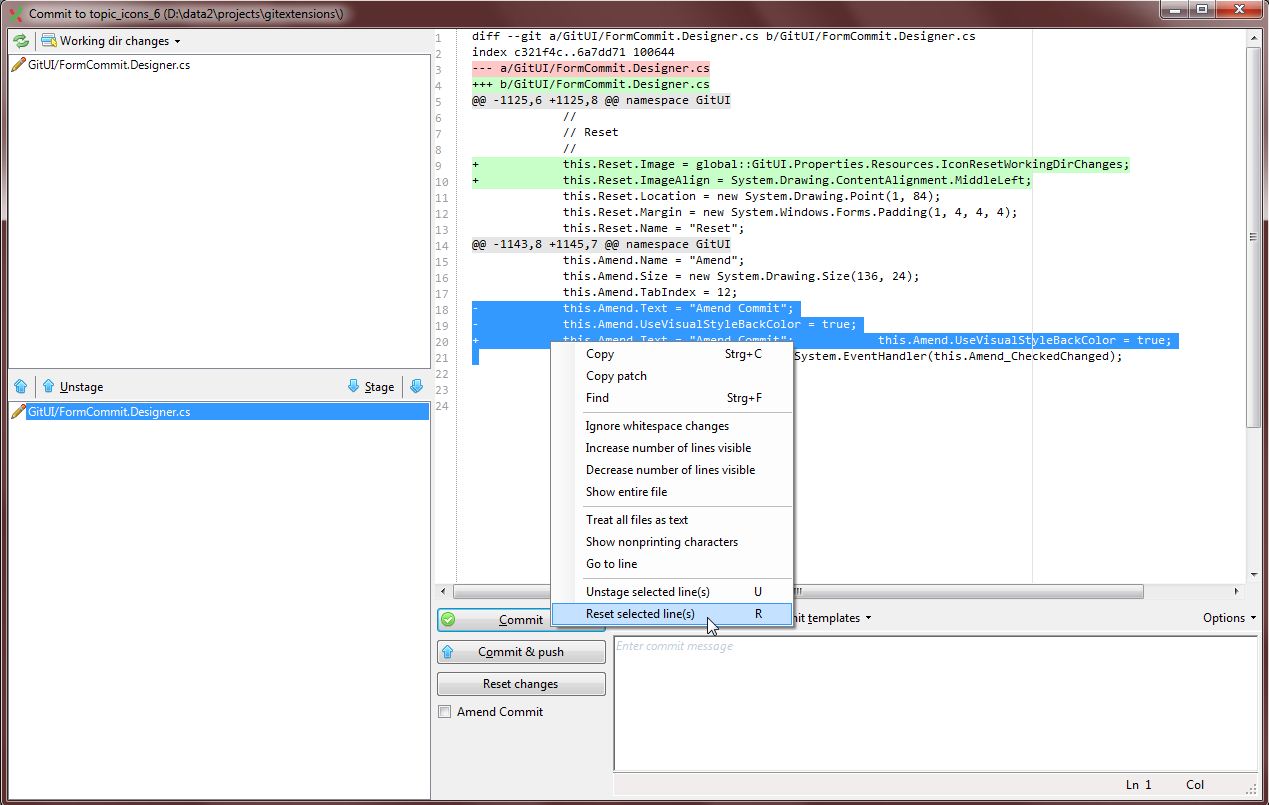 Commit to topic_icons_6 (D:\data2\projects\gitextensions\)
Working dir changes
GitUI/FormCommit.Designer.cs
Unstage
Stage
GitUI/FormCommit.Designer.cs
1 diff --git a/GitUI/FormCommit.Designer.cs b/GitUI/FormCommit.Designer.cs
2 index c321f4c..6a7dd71 100644
3 --- a/GitUI/FormCommit.Designer.cs
4 +++ b/GitUI/FormCommit.Designer.cs
5 @@ -1125,6 +1125,8 @@ namespace GitUI
6 //
7 // Reset
8 //
9 + this.Reset.Image = global::GitUI.Properties.Resources.IconResetWorkingDirChanges;
10 + this.Reset.ImageAlign = System.Drawing.ContentAlignment.MiddleLeft;
11 this.Reset.Location = new System.Drawing.Point(1, 84);
12 this.Reset.Margin = new System.Windows.Forms.Padding(1, 4, 4, 4);
13 this.Reset.Name = "Reset";
14 @@ -1143,8 +1145,7 @@ namespace GitUI
15 this.Amend.Name = "Amend";
16 this.Amend.Size = new System.Drawing.Size(136, 24);
17 this.Amend.TabIndex = 12;
18 - this.Amend.Text = "Amend Commit";
19 - this.Amend.UseVisualStyleBackColor = true;
20 + this.Amend.Text = "Amend Commit"; this.Amend.UseVisualStyleBackColor = true;
21 System.EventHandler(this.Amend_CheckedChanged);
22
23
24
Copy Strg+C
Copy patch
Find Strg+F
Ignore whitespace changes
Increase number of lines visible
Decrease number of lines visible
Show entire file
Treat all files as text
Show nonprinting characters
Go to line
Unstage selected line(s) U
Reset selected line(s) R
Commit
Commit & push
Reset changes
Amend Commit
templates
Options
Enter commit message
Ln 1 Col